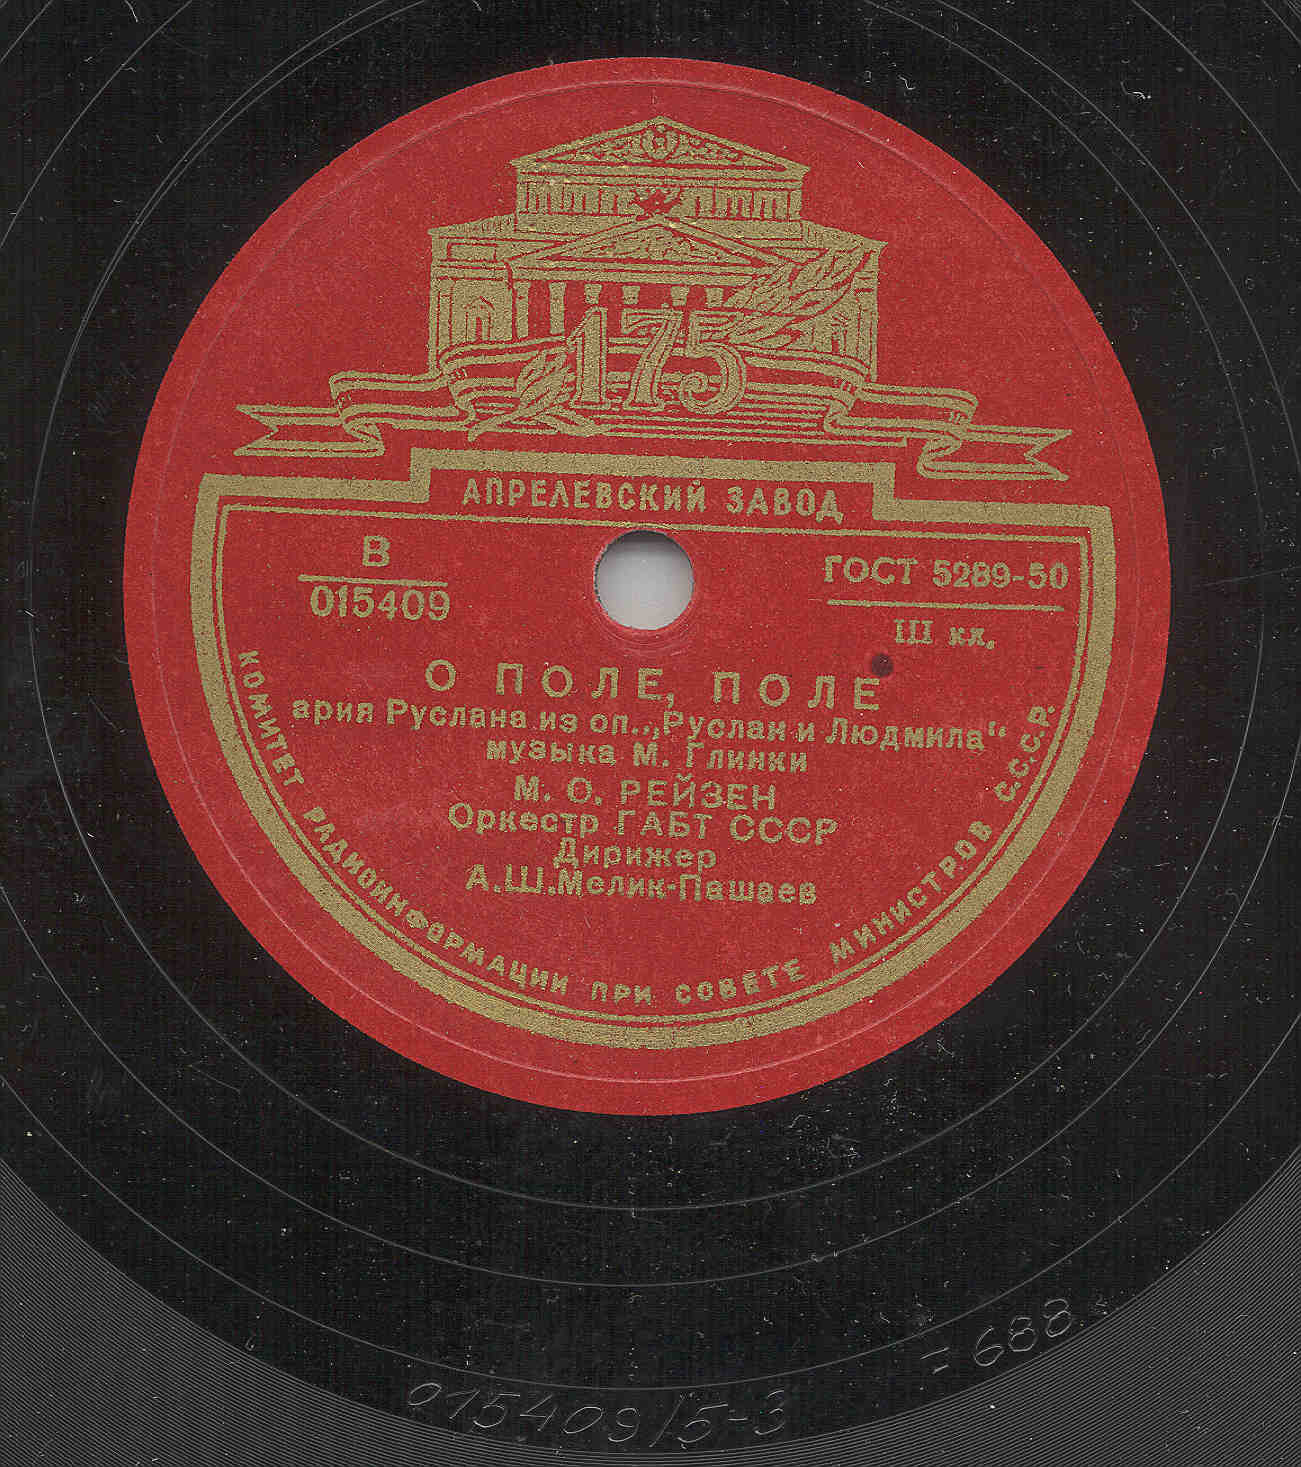 175
АПРЕЛЕВСКИЙ ЗАВОД
В
015409
ГОСТ 5289-50
III кл.
О ПОЛЕ, ПОЛЕ
ария Руслана из оп..„Руслан и Людмила“
музыка М. Глинки
М. О. РЕЙЗЕН
Оркестр ГАБТ СССР
Дирижер
А.Ш.Мелик-Пашаев
КОМИТЕТ РАДИОИНФОРМАЦИИ ПРИ СОВЕТЕ МИНИСТРОВ С.С.С.Р.
015409/5-3
= 688